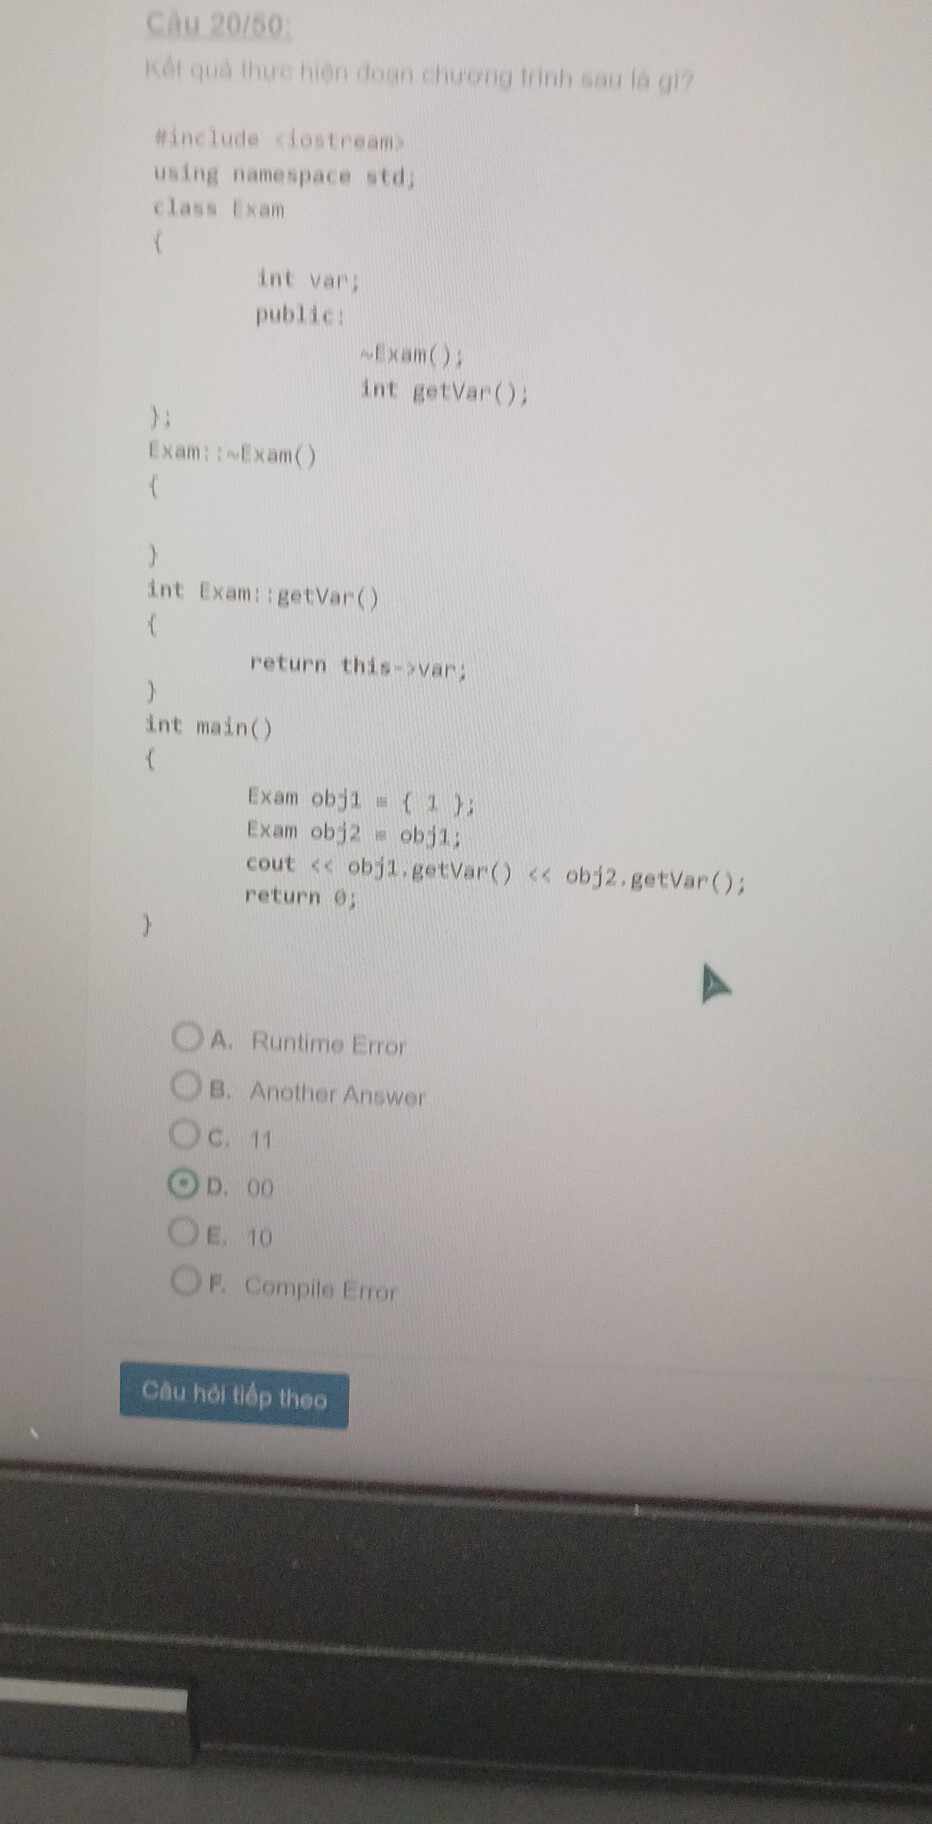 Câu 20/50:
Kết quả thực hiện đoạn chương trình sau là gì?
#include <iostream>
using namespace std;
class Exam
{
int var;
public:
~Exam();
int getVar();
};
Exam::~Exam()
{
}
int Exam::getVar()
{
return this->var;
}
int main()
{
Exam obj1 = { 1 };
Exam obj2 = obj1;
cout << obj1.getVar() << obj2.getVar();
return 0;
}
A. Runtime Error
B. Another Answer
C. 11
D. 00
E. 10
F. Compile Error
Câu hỏi tiếp theo